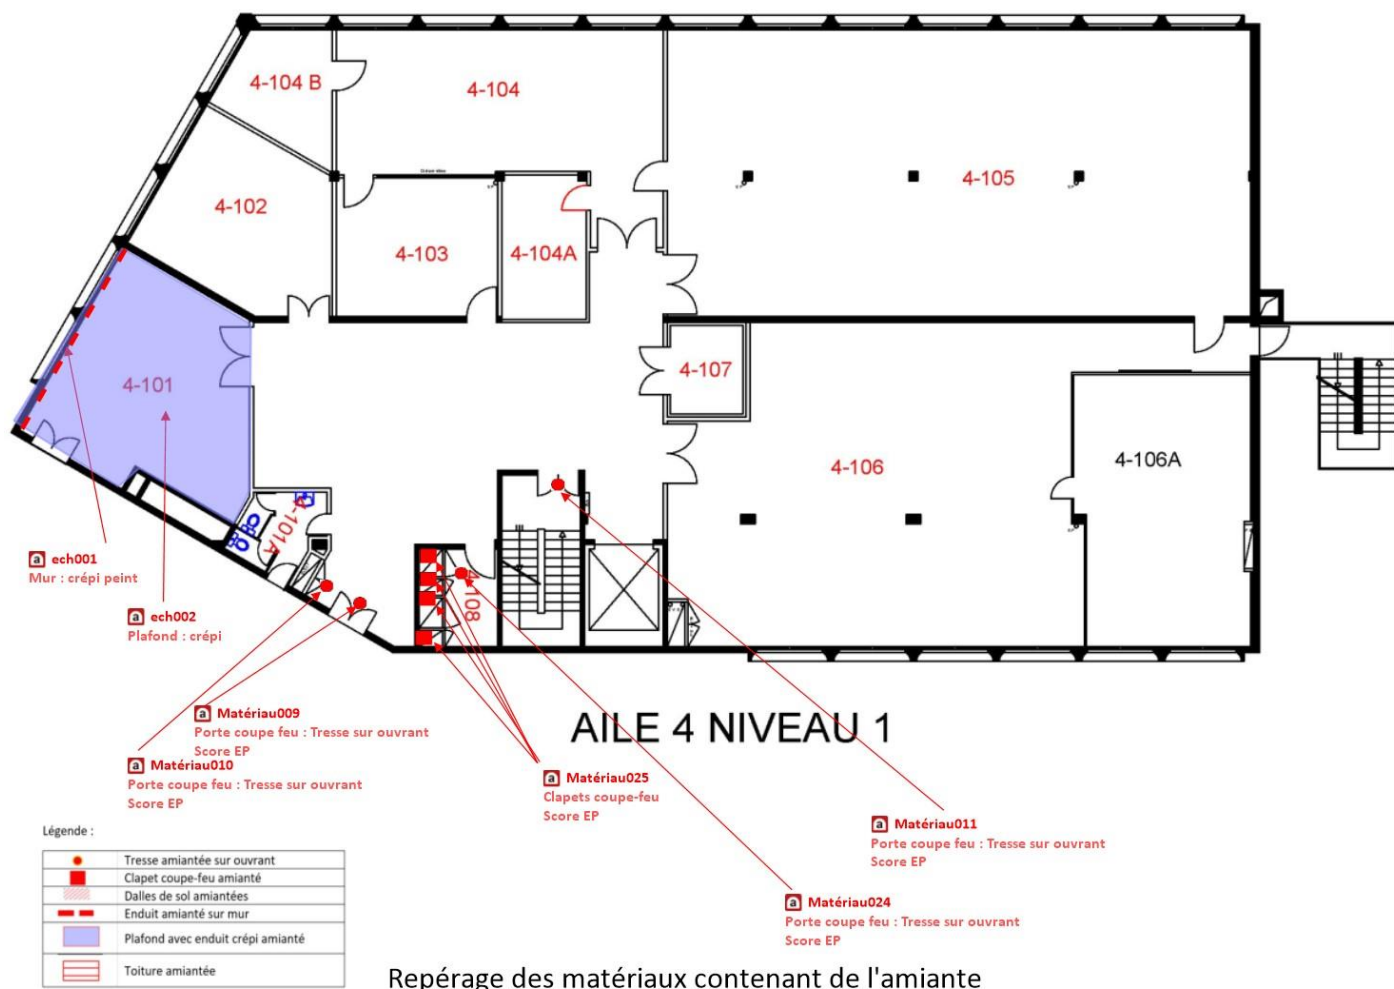 4-104 B
4-104
4-105
4-102
4-103
4-104A
4-101
4-107
4-106
4-106A
4-101A
4-108
a ech001
Mur : crépi peint
a ech002
Plafond : crépi
a Matériau009
Porte coupe feu : Tresse sur ouvrant
Score EP
a Matériau010
Porte coupe feu : Tresse sur ouvrant
Score EP
AILE 4 NIVEAU 1
a Matériau025
Clapets coupe-feu
Score EP
a Matériau011
Porte coupe feu : Tresse sur ouvrant
Score EP
a Matériau024
Porte coupe feu : Tresse sur ouvrant
Score EP
Légende :
Tresse amiantée sur ouvrant
Clapet coupe-feu amianté
Dalles de sol amiantées
Enduit amianté sur mur
Plafond avec enduit crépi amianté
Toiture amiantée
Repérage des matériaux contenant de l'amiante